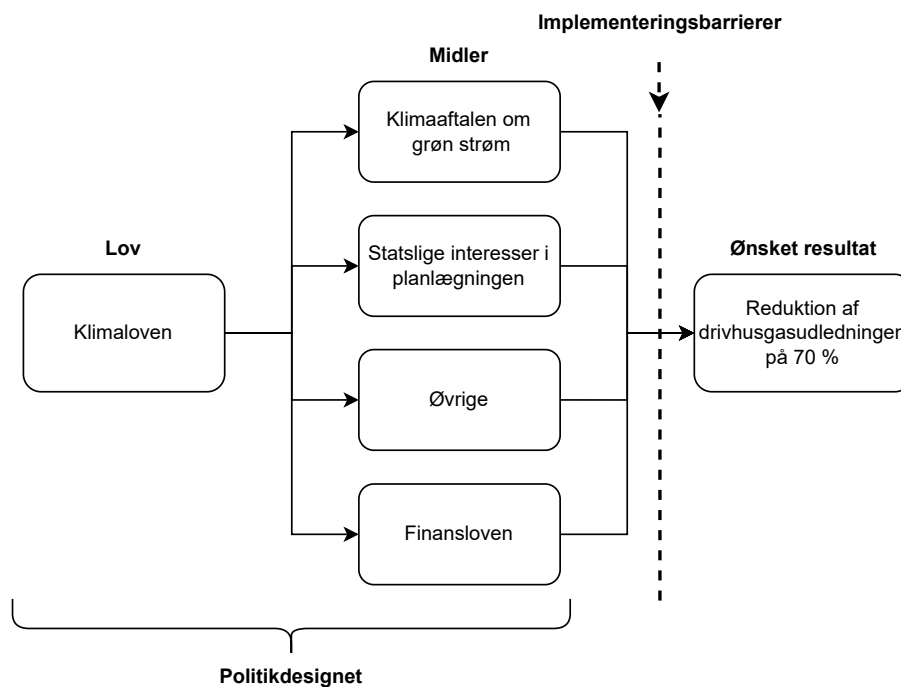 Implementeringsbarrierer
Midler
Klimaaftalen om
grøn strøm
Statslige interesser i
planlægningen
Lov
Ønsket resultat
Klimaloven
Reduktion af
drivhusgasudledninger
på 70 %
Øvrige
Finansloven
Politikdesignet